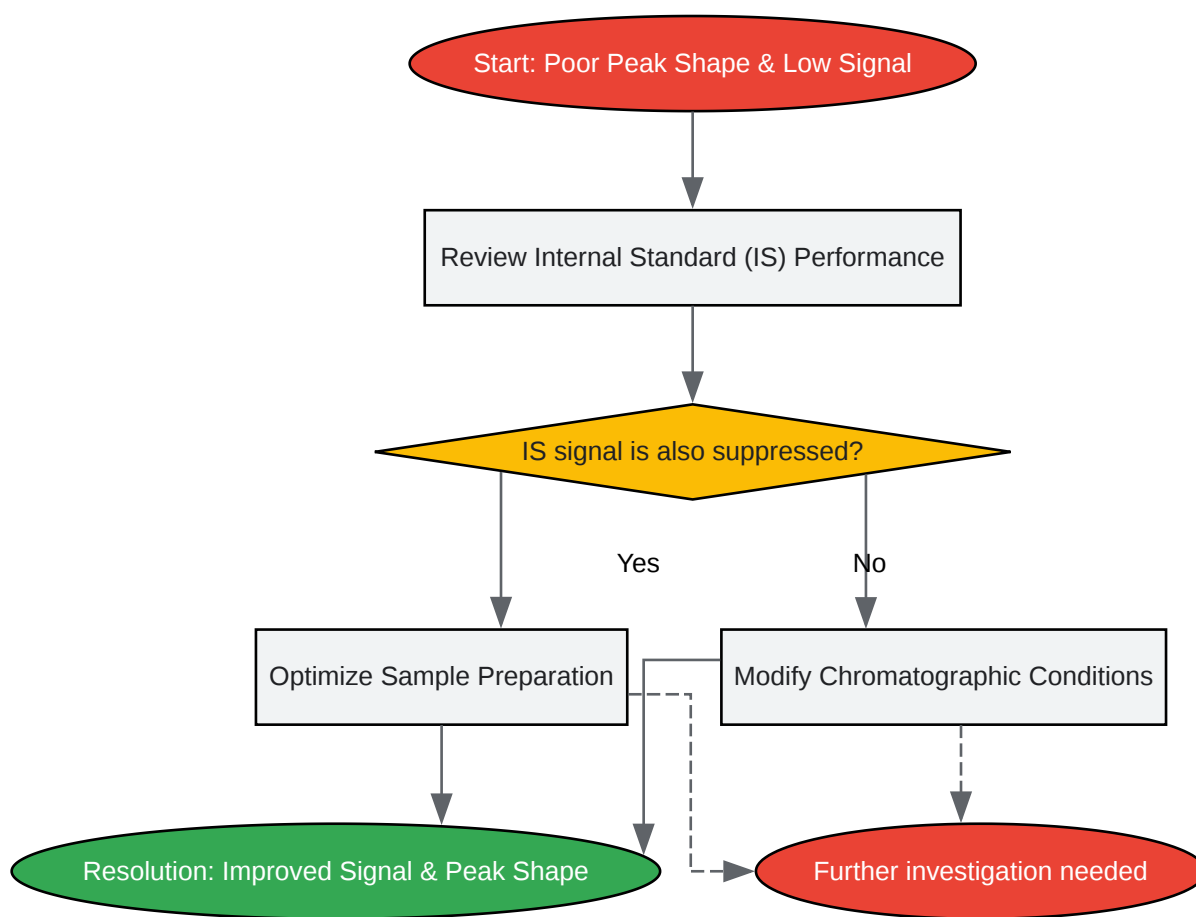 Start: Poor Peak Shape & Low Signal
Review Internal Standard (IS) Performance
IS signal is also suppressed?
Yes
No
Optimize Sample Preparation
Modify Chromatographic Conditions
Resolution: Improved Signal & Peak Shape
Further investigation needed